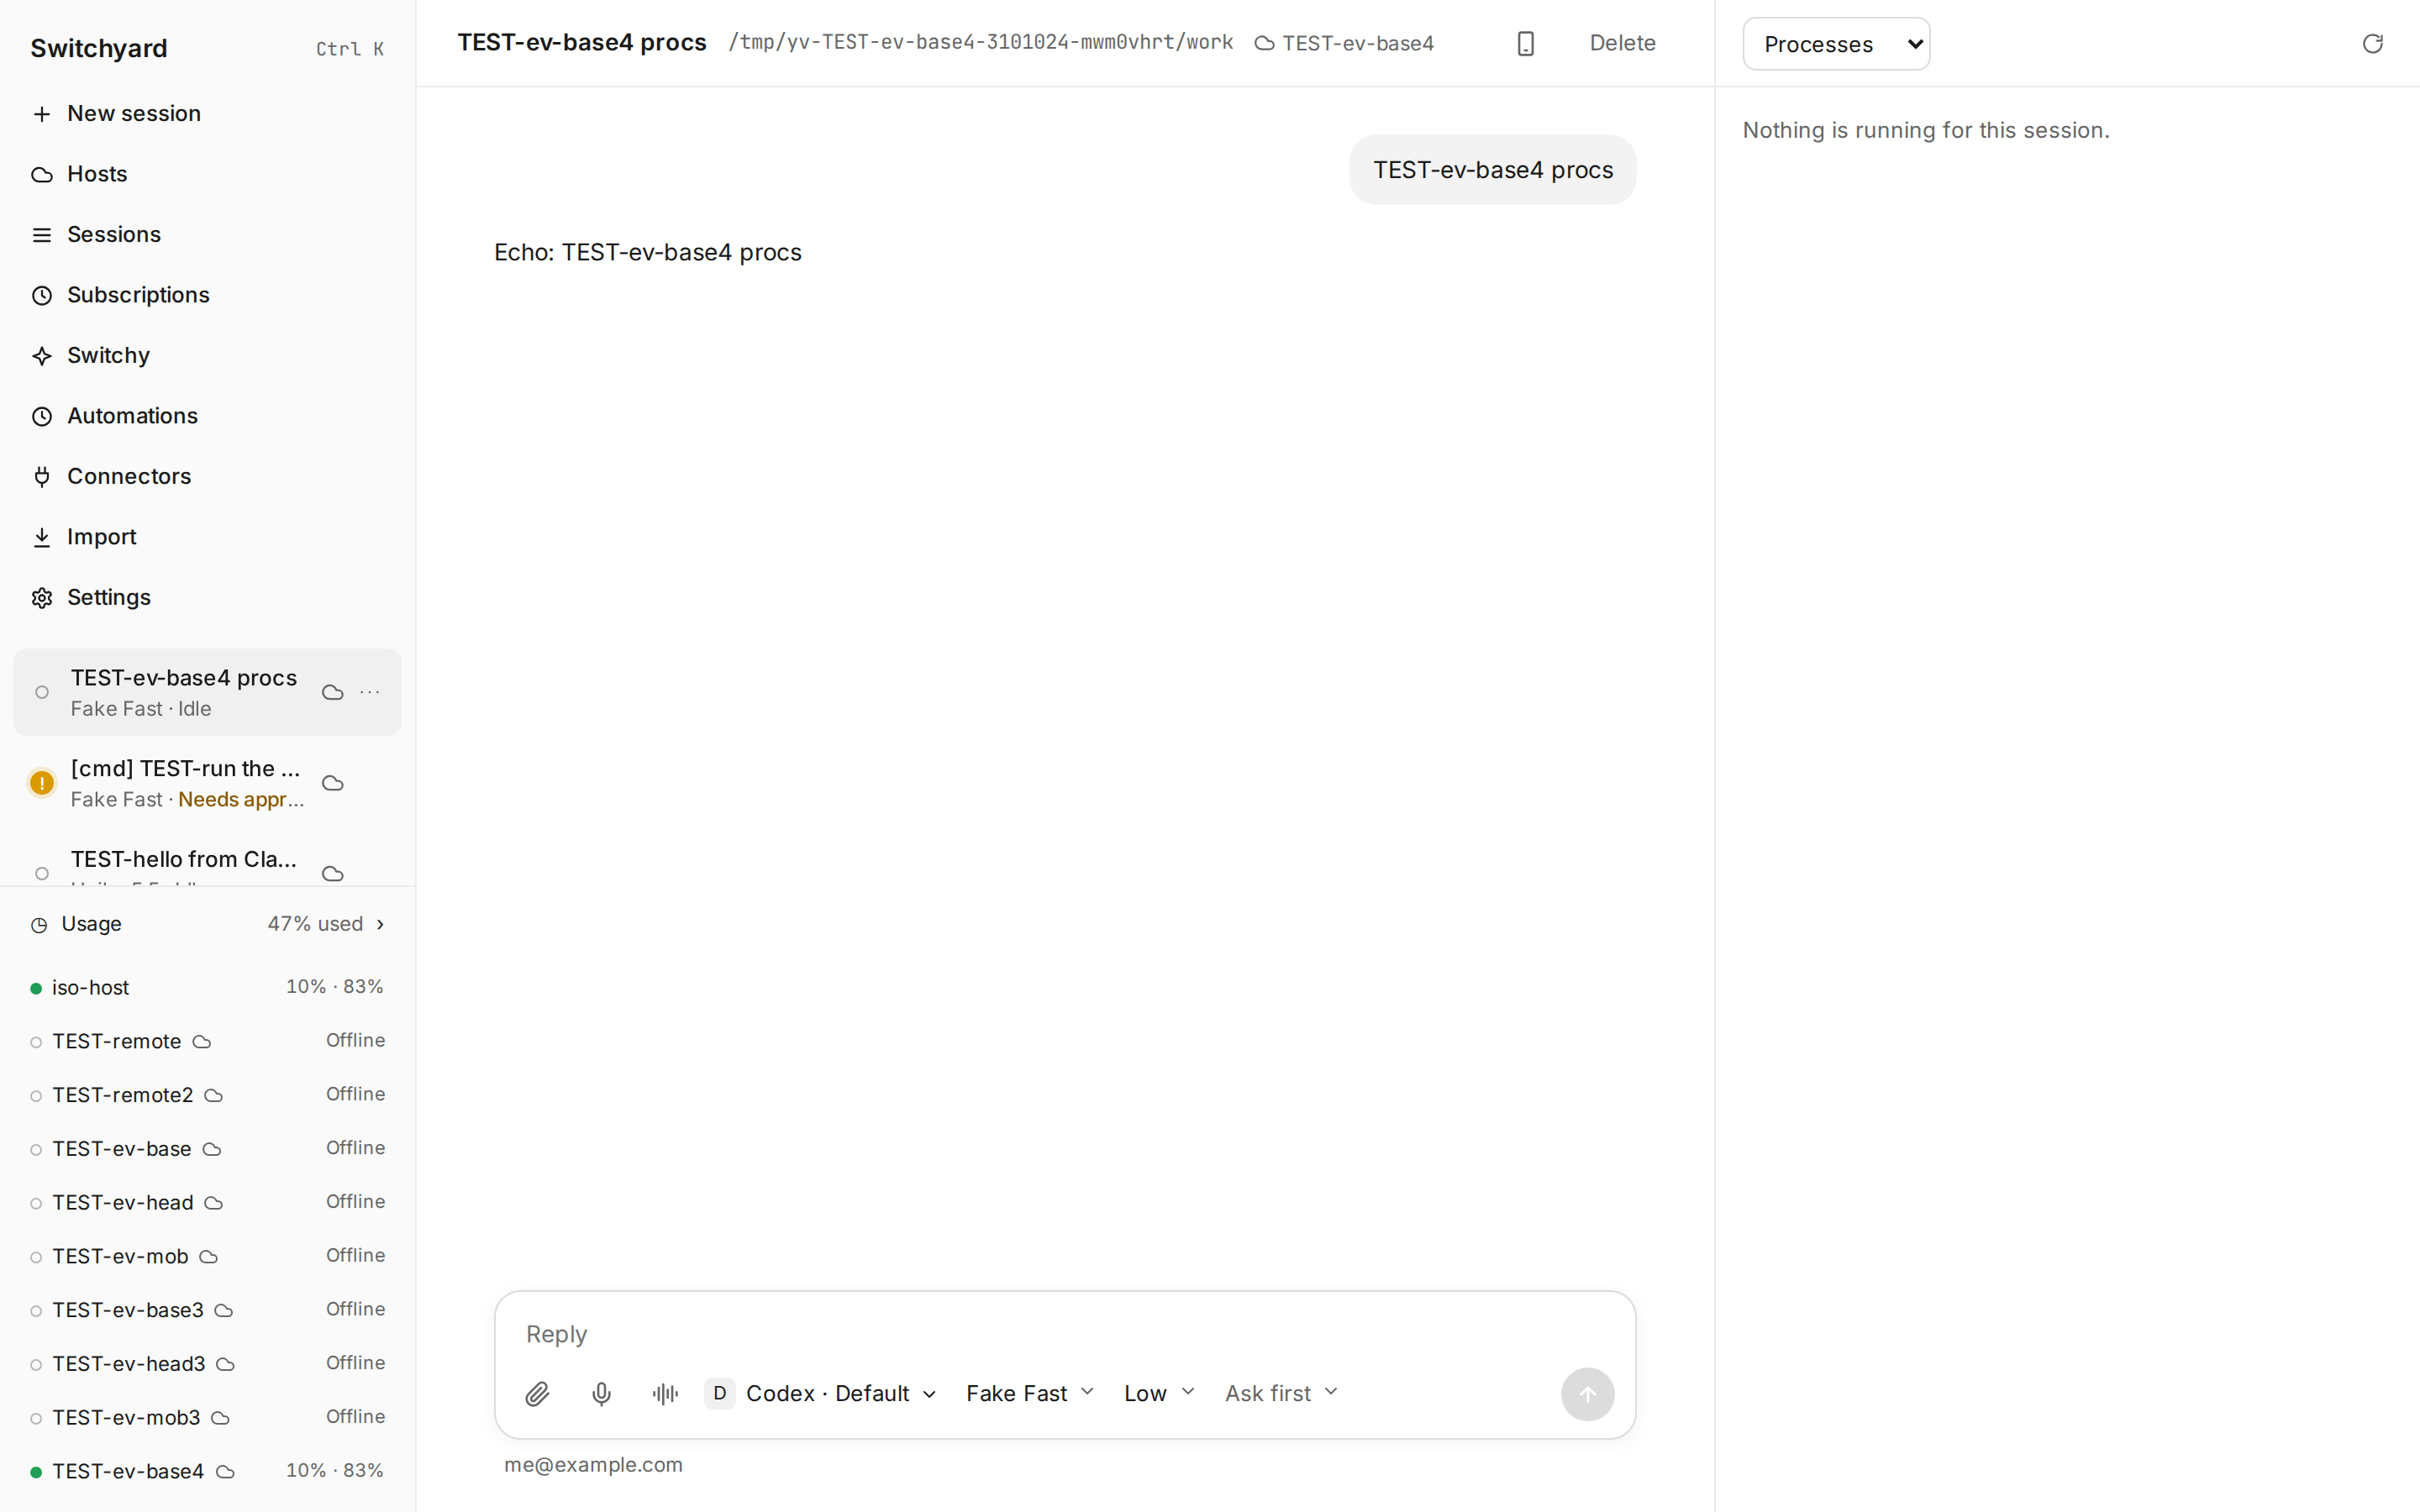 Switchyard
Ctrl K
New session
Hosts
Sessions
Subscriptions
Switchy
Automations
Connectors
Import
Settings
TEST-ev-base4 procs
Fake Fast · Idle
[cmd] TEST-run the ...
Fake Fast · Needs appr...
TEST-hello from Cla...
Usage
47% used
iso-host
10% · 83%
TEST-remote
Offline
TEST-remote2
Offline
TEST-ev-base
Offline
TEST-ev-head
Offline
TEST-ev-mob
Offline
TEST-ev-base3
Offline
TEST-ev-head3
Offline
TEST-ev-mob3
Offline
TEST-ev-base4
10% · 83%
TEST-ev-base4 procs
/tmp/yv-TEST-ev-base4-3101024-mwm0vhrt/work
TEST-ev-base4
Delete
TEST-ev-base4 procs
Echo: TEST-ev-base4 procs
Reply
D
Codex · Default
Fake Fast
Low
Ask first
me@example.com
Processes
Nothing is running for this session.